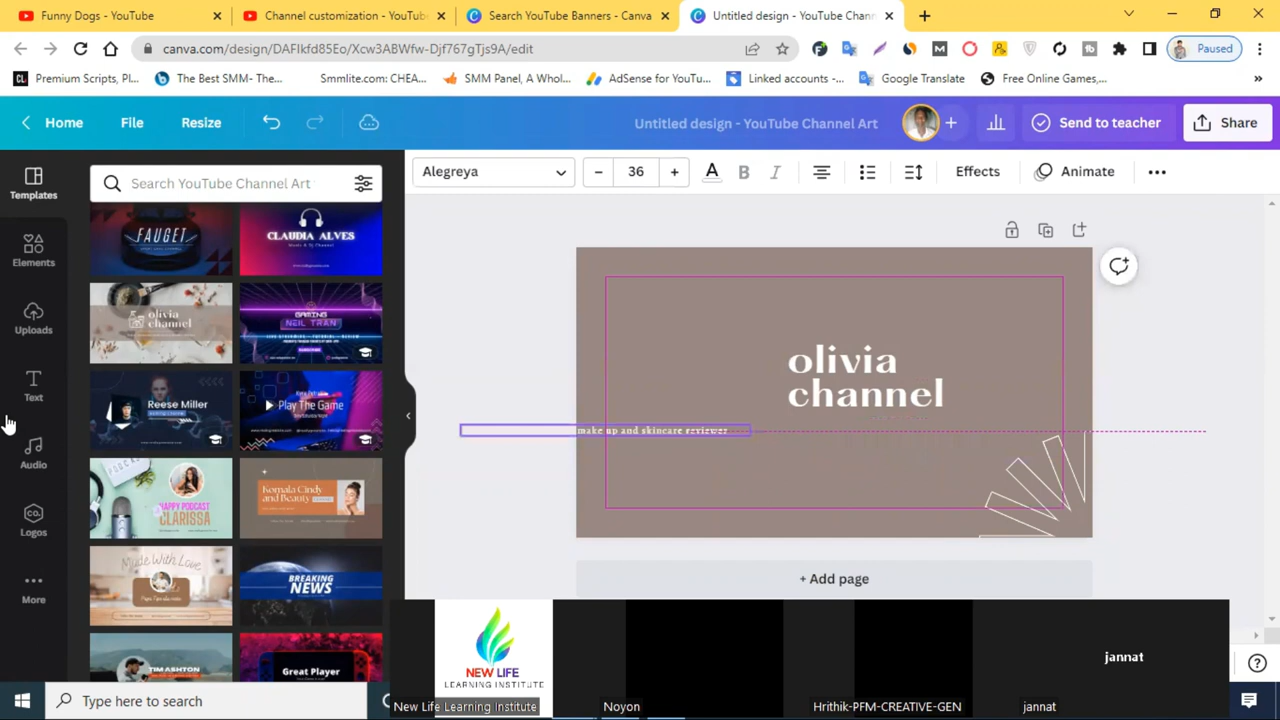 Funny Dogs - YouTube
Channel customization - YouTube
Search YouTube Banners - Canva
Untitled design - YouTube Chann
canva.com/design/DAFIkfd85Eo/Xcw3ABWfw-Djf767gTjs9A/edit
Paused
Premium Scripts, Pl...
The Best SMM- The...
Smmlite.com: CHEA...
SMM Panel, A Whol...
AdSense for YouTu...
Linked accounts -...
Google Translate
Free Online Games,...
Home
File
Resize
Untitled design - YouTube Channel Art
Send to teacher
Share
Templates
Elements
Uploads
Text
Audio
Logos
More
Search YouTube Channel Art
Alegreya
36
A
B
I
Effects
Animate
FAUGET
CLAUDIA ALVES
Music & Dj Channel
olivia
channel
GAMING
NEIL TRAN
Reese Miller
Play The Game
HAPPY PODCAST
CLARISSA
Komala Cindy
and Beauty
Made With Love
BREAKING
NEWS
TIM ASHTON
Great Player
olivia
channel
make up and skincare reviewer
+ Add page
NEW LIFE
LEARNING INSTITUTE
New Life Learning Institute
Noyon
Hrithik-PFM-CREATIVE-GEN
jannat
jannat
Type here to search